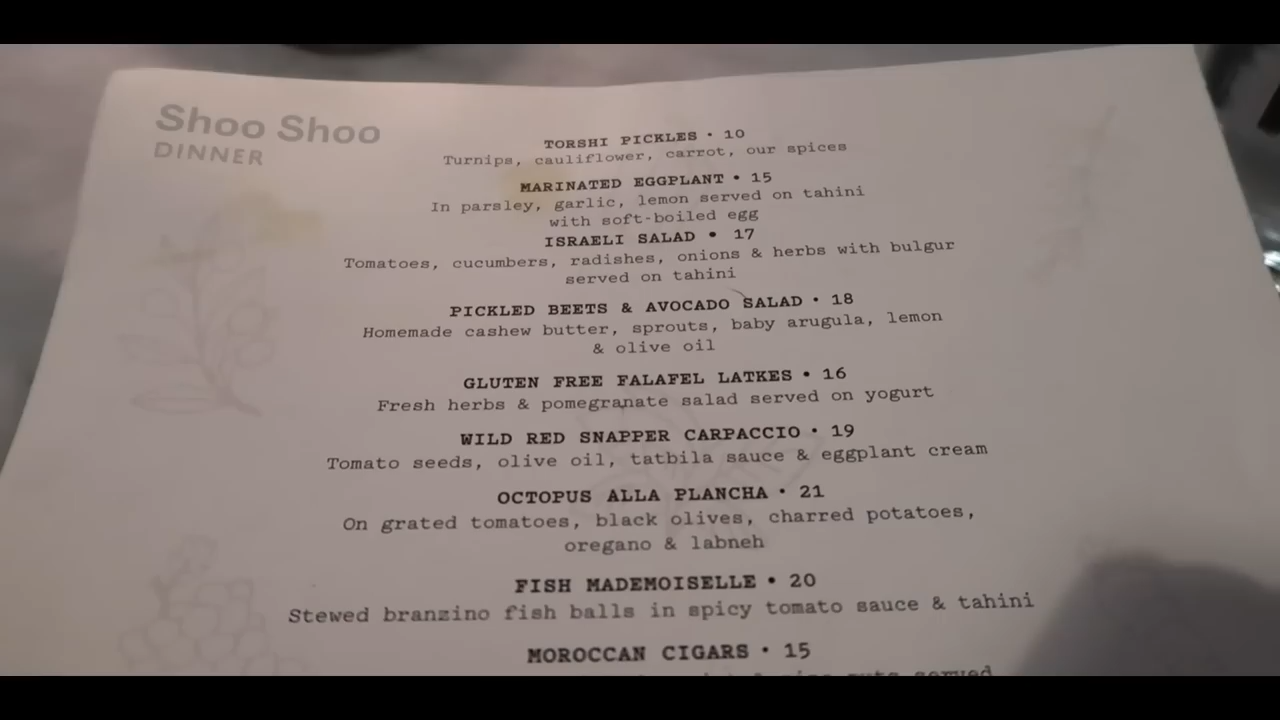 Shoo Shoo
DINNER
TORSHI PICKLES • 10
Turnips, cauliflower, carrot, our spices
MARINATED EGGPLANT • 15
In parsley, garlic, lemon served on tahini
with soft-boiled egg
ISRAELI SALAD • 17
Tomatoes, cucumbers, radishes, onions & herbs with bulgur
served on tahini
PICKLED BEETS & AVOCADO SALAD • 18
Homemade cashew butter, sprouts, baby arugula, lemon
& olive oil
GLUTEN FREE FALAFEL LATKES • 16
Fresh herbs & pomegranate salad served on yogurt
WILD RED SNAPPER CARPACCIO • 19
Tomato seeds, olive oil, tatbila sauce & eggplant cream
OCTOPUS ALLA PLANCHA • 21
On grated tomatoes, black olives, charred potatoes,
oregano & labneh
FISH MADEMOISELLE • 20
Stewed branzino fish balls in spicy tomato sauce & tahini
MOROCCAN CIGARS • 15
nuts served